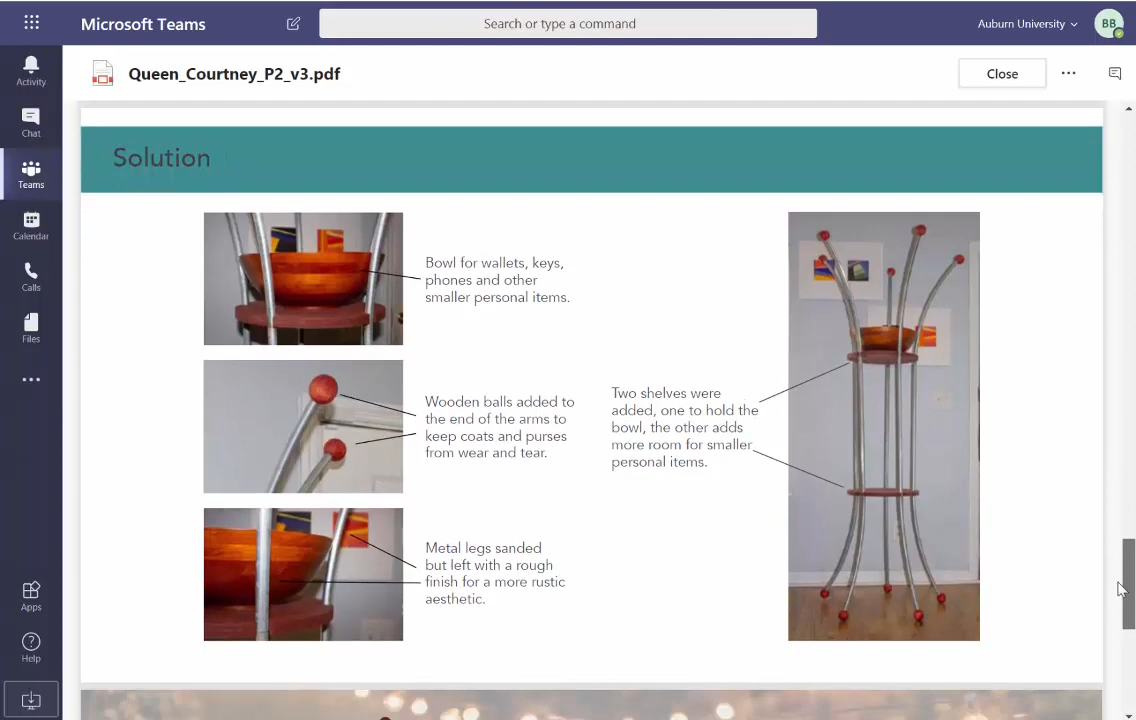 Microsoft Teams
Search or type a command
Auburn University
BB
Activity
Chat
Teams
Calendar
Calls
Files
Apps
Help
Queen_Courtney_P2_v3.pdf
Close
Solution
Bowl for wallets, keys,
phones and other
smaller personal items.
Wooden balls added to
the end of the arms to
keep coats and purses
from wear and tear.
Metal legs sanded
but left with a rough
finish for a more rustic
aesthetic.
Two shelves were
added, one to hold the
bowl, the other adds
more room for smaller
personal items.